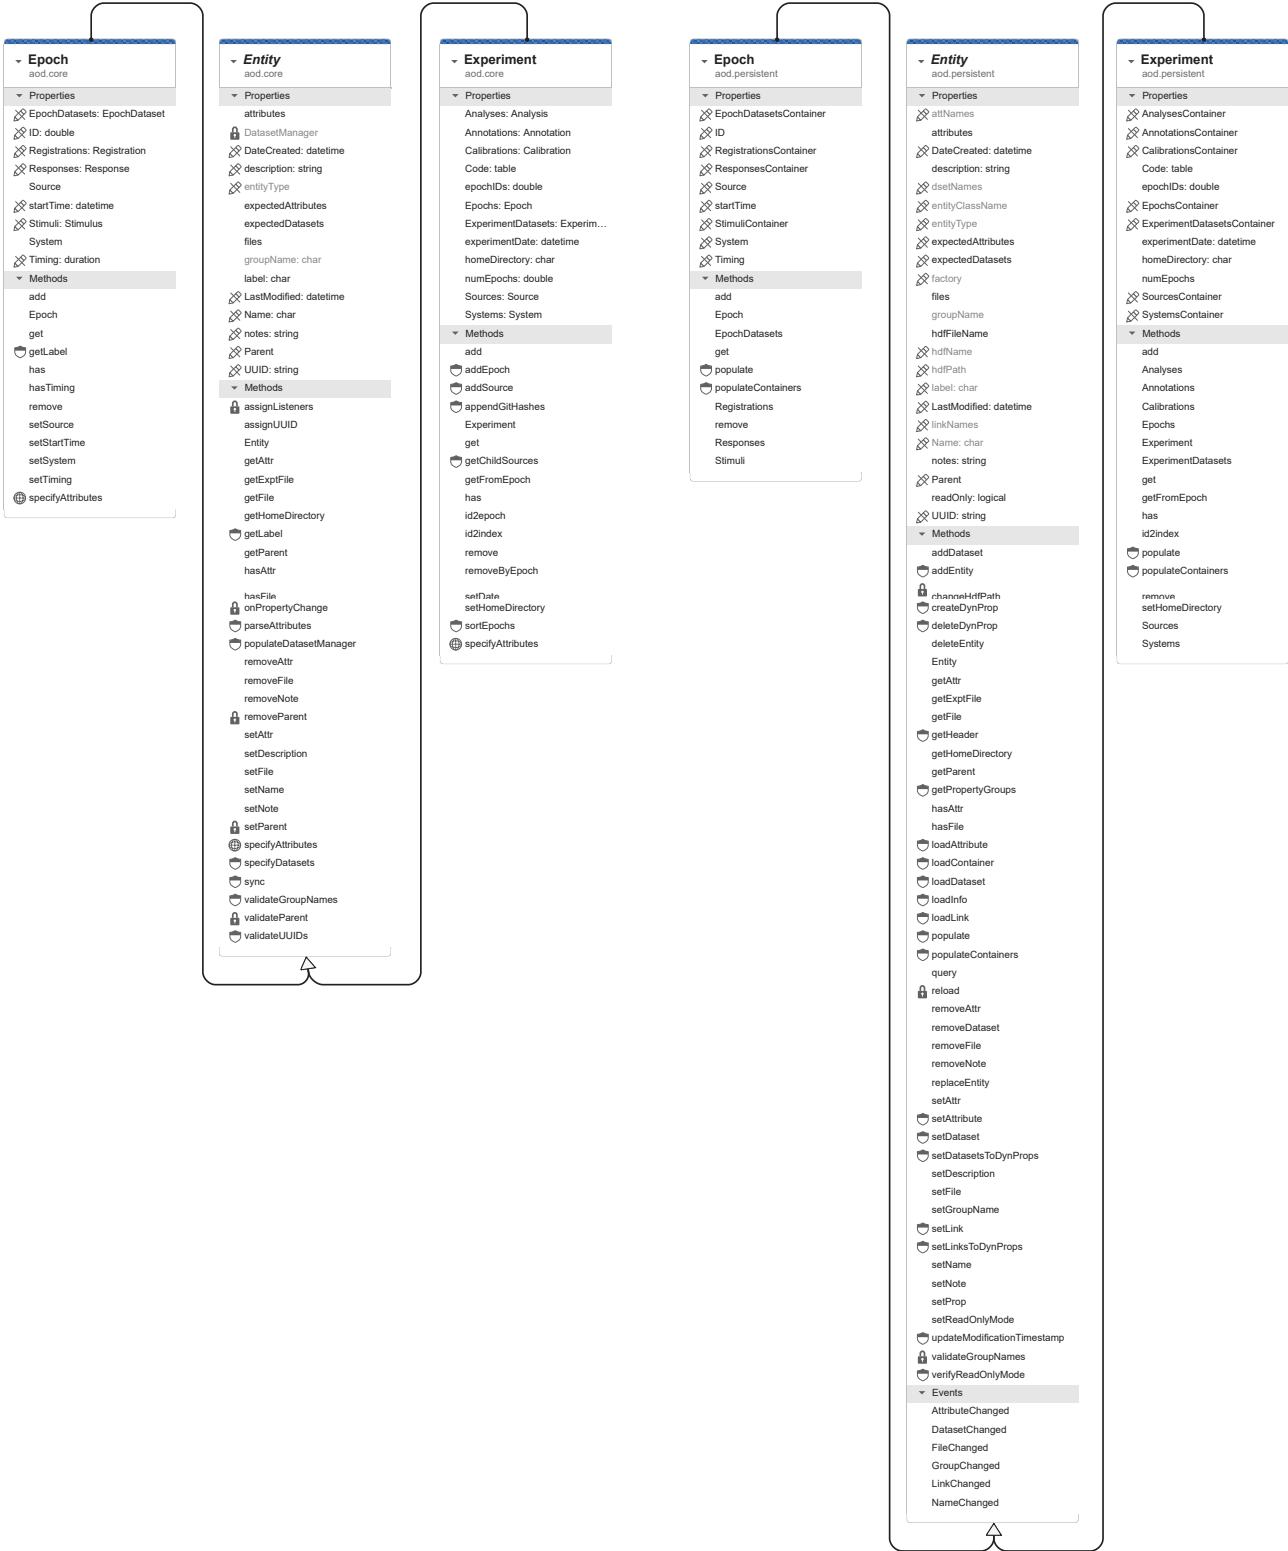 Epoch
aod.core
Properties
EpochDatasets: EpochDataset
ID: double
Registrations: Registration
Responses: Response
Source
startTime: datetime
Stimuli: Stimulus
System
Timing: duration
Methods
add
Epoch
get
getLabel
has
hasTiming
remove
setSource
setStartTime
setSystem
setTiming
specifyAttributes
Entity
aod.core
Properties
attributes
DatasetManager
DateCreated: datetime
description: string
entityType
expectedAttributes
expectedDatasets
files
groupName: char
label: char
LastModified: datetime
Name: char
notes: string
Parent
UUID: string
Methods
assignListeners
assignUUID
Entity
getAttr
getExptFile
getFile
getHomeDirectory
getLabel
getParent
hasAttr
hasFile
onPropertyChange
parseAttributes
populateDatasetManager
removeAttr
removeFile
removeNote
removeParent
setAttr
setDescription
setFile
setName
setNote
setParent
specifyAttributes
specifyDatasets
sync
validateGroupNames
validateParent
validateUUIDs
Experiment
aod.core
Properties
Analyses: Analysis
Annotations: Annotation
Calibrations: Calibration
Code: table
epochIDs: double
Epochs: Epoch
ExperimentDatasets: Experim...
experimentDate: datetime
homeDirectory: char
numEpochs: double
Sources: Source
Systems: System
Methods
add
addEpoch
addSource
appendGitHashes
Experiment
get
getChildSources
getFromEpoch
has
id2epoch
id2index
remove
removeByEpoch
setDate
setHomeDirectory
sortEpochs
specifyAttributes
Epoch
aod.persistent
Properties
EpochDatasetsContainer
ID
RegistrationsContainer
ResponsesContainer
Source
startTime
StimuliContainer
System
Timing
Methods
add
Epoch
EpochDatasets
get
populate
populateContainers
Registrations
remove
Responses
Stimuli
Entity
aod.persistent
Properties
attNames
attributes
DateCreated: datetime
description: string
dsetNames
entityClassName
entityType
expectedAttributes
expectedDatasets
factory
files
groupName
hdfFileName
hdfName
hdfPath
label: char
LastModified: datetime
linkNames
Name: char
notes: string
Parent
readOnly: logical
UUID: string
Methods
addDataset
addEntity
changeHdfPath
createDynProp
deleteDynProp
deleteEntity
Entity
getAttr
getExptFile
getFile
getHeader
getHomeDirectory
getParent
getPropertyGroups
hasAttr
hasFile
loadAttribute
loadContainer
loadDataset
loadInfo
loadLink
populate
populateContainers
query
reload
removeAttr
removeDataset
removeFile
removeNote
replaceEntity
setAttr
setAttribute
setDataset
setDatasetsToDynProps
setDescription
setFile
setGroupName
setLink
setLinksToDynProps
setName
setNote
setProp
setReadOnlyMode
updateModificationTimestamp
validateGroupNames
verifyReadOnlyMode
Events
AttributeChanged
DatasetChanged
FileChanged
GroupChanged
LinkChanged
NameChanged
Experiment
aod.persistent
Properties
AnalysesContainer
AnnotationsContainer
CalibrationsContainer
Code: table
epochIDs: double
EpochsContainer
ExperimentDatasetsContainer
experimentDate: datetime
homeDirectory: char
numEpochs
SourcesContainer
SystemsContainer
Methods
add
Analyses
Annotations
Calibrations
Epochs
Experiment
ExperimentDatasets
get
getFromEpoch
has
id2index
populate
populateContainers
remove
setHomeDirectory
Sources
Systems